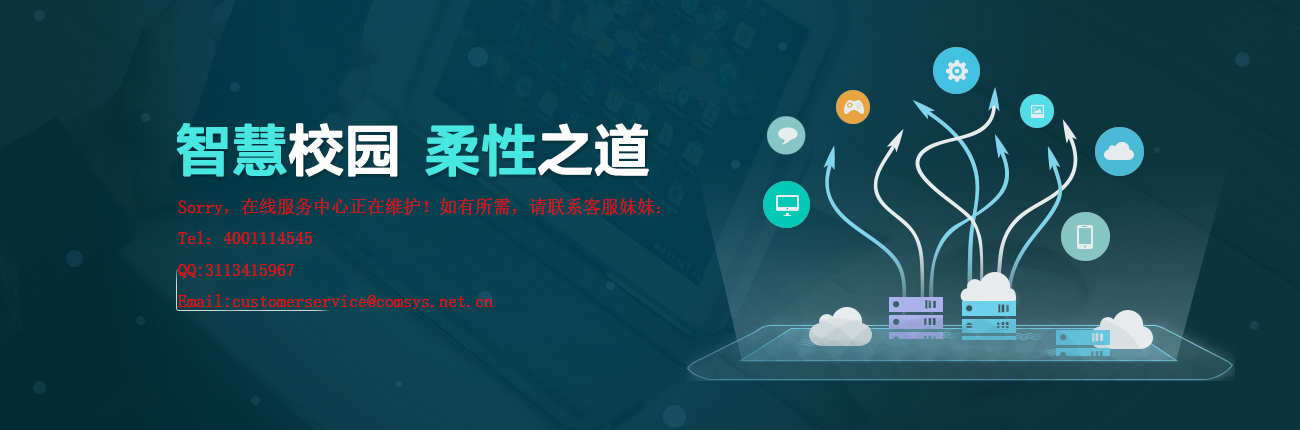 智慧校园 柔性之道
Sorry，在线服务中心正在维护！如有所需，请联系客服妹妹：
Tel：4001114545
QQ:3113415967
Email:customerservice@comsys.net.cn